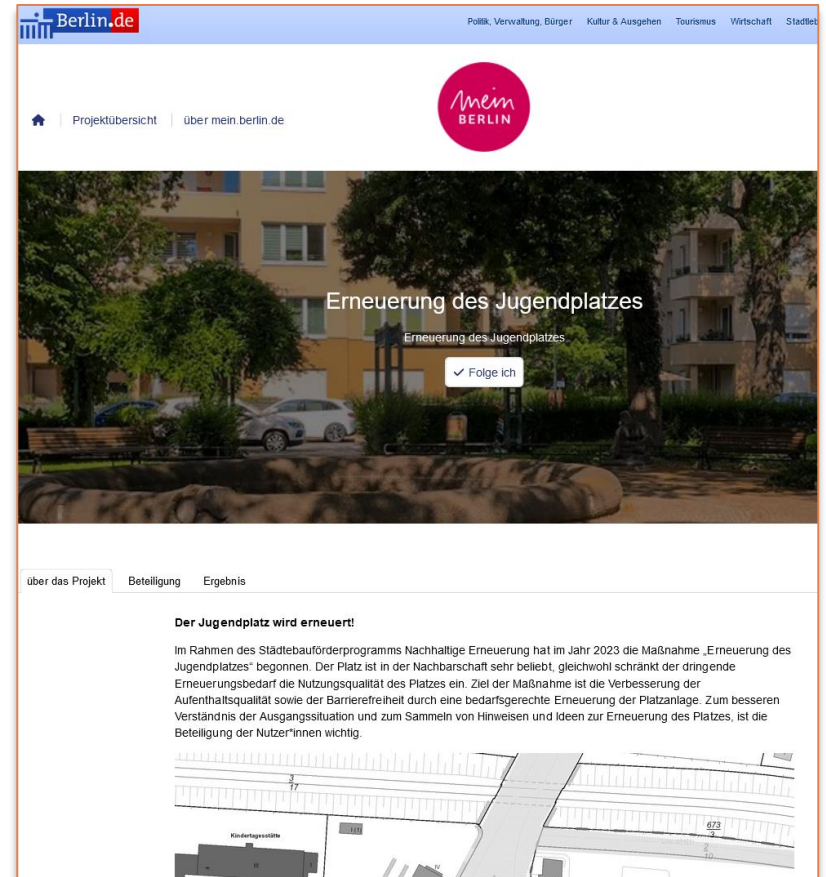 Berlin.de
Politik, Verwaltung, Bürger Kultur & Ausgehen Tourismus Wirtschaft Stadtleb
Projektübersicht über mein.berlin.de
Mein
BERLIN
Erneuerung des Jugendplatzes
Erneuerung des Jugendplatzes
Folge ich
über das Projekt Beteiligung Ergebnis
Der Jugendplatz wird erneuert!
Im Rahmen des Städtebauförderprogramms Nachhaltige Erneuerung hat im Jahr 2023 die Maßnahme „Erneuerung des
Jugendplatzes“ begonnen. Der Platz ist in der Nachbarschaft sehr beliebt, gleichwohl schränkt der dringende
Erneuerungsbedarf die Nutzungsqualität des Platzes ein. Ziel der Maßnahme ist die Verbesserung der
Aufenthaltsqualität sowie der Barrierefreiheit durch eine bedarfsgerechte Erneuerung der Platzanlage. Zum besseren
Verständnis der Ausgangssituation und zum Sammeln von Hinweisen und Ideen zur Erneuerung des Platzes, ist die
Beteiligung der Nutzer*innen wichtig.
3
17
673
3
2
10
Kindertagesstätte
III
I
IV